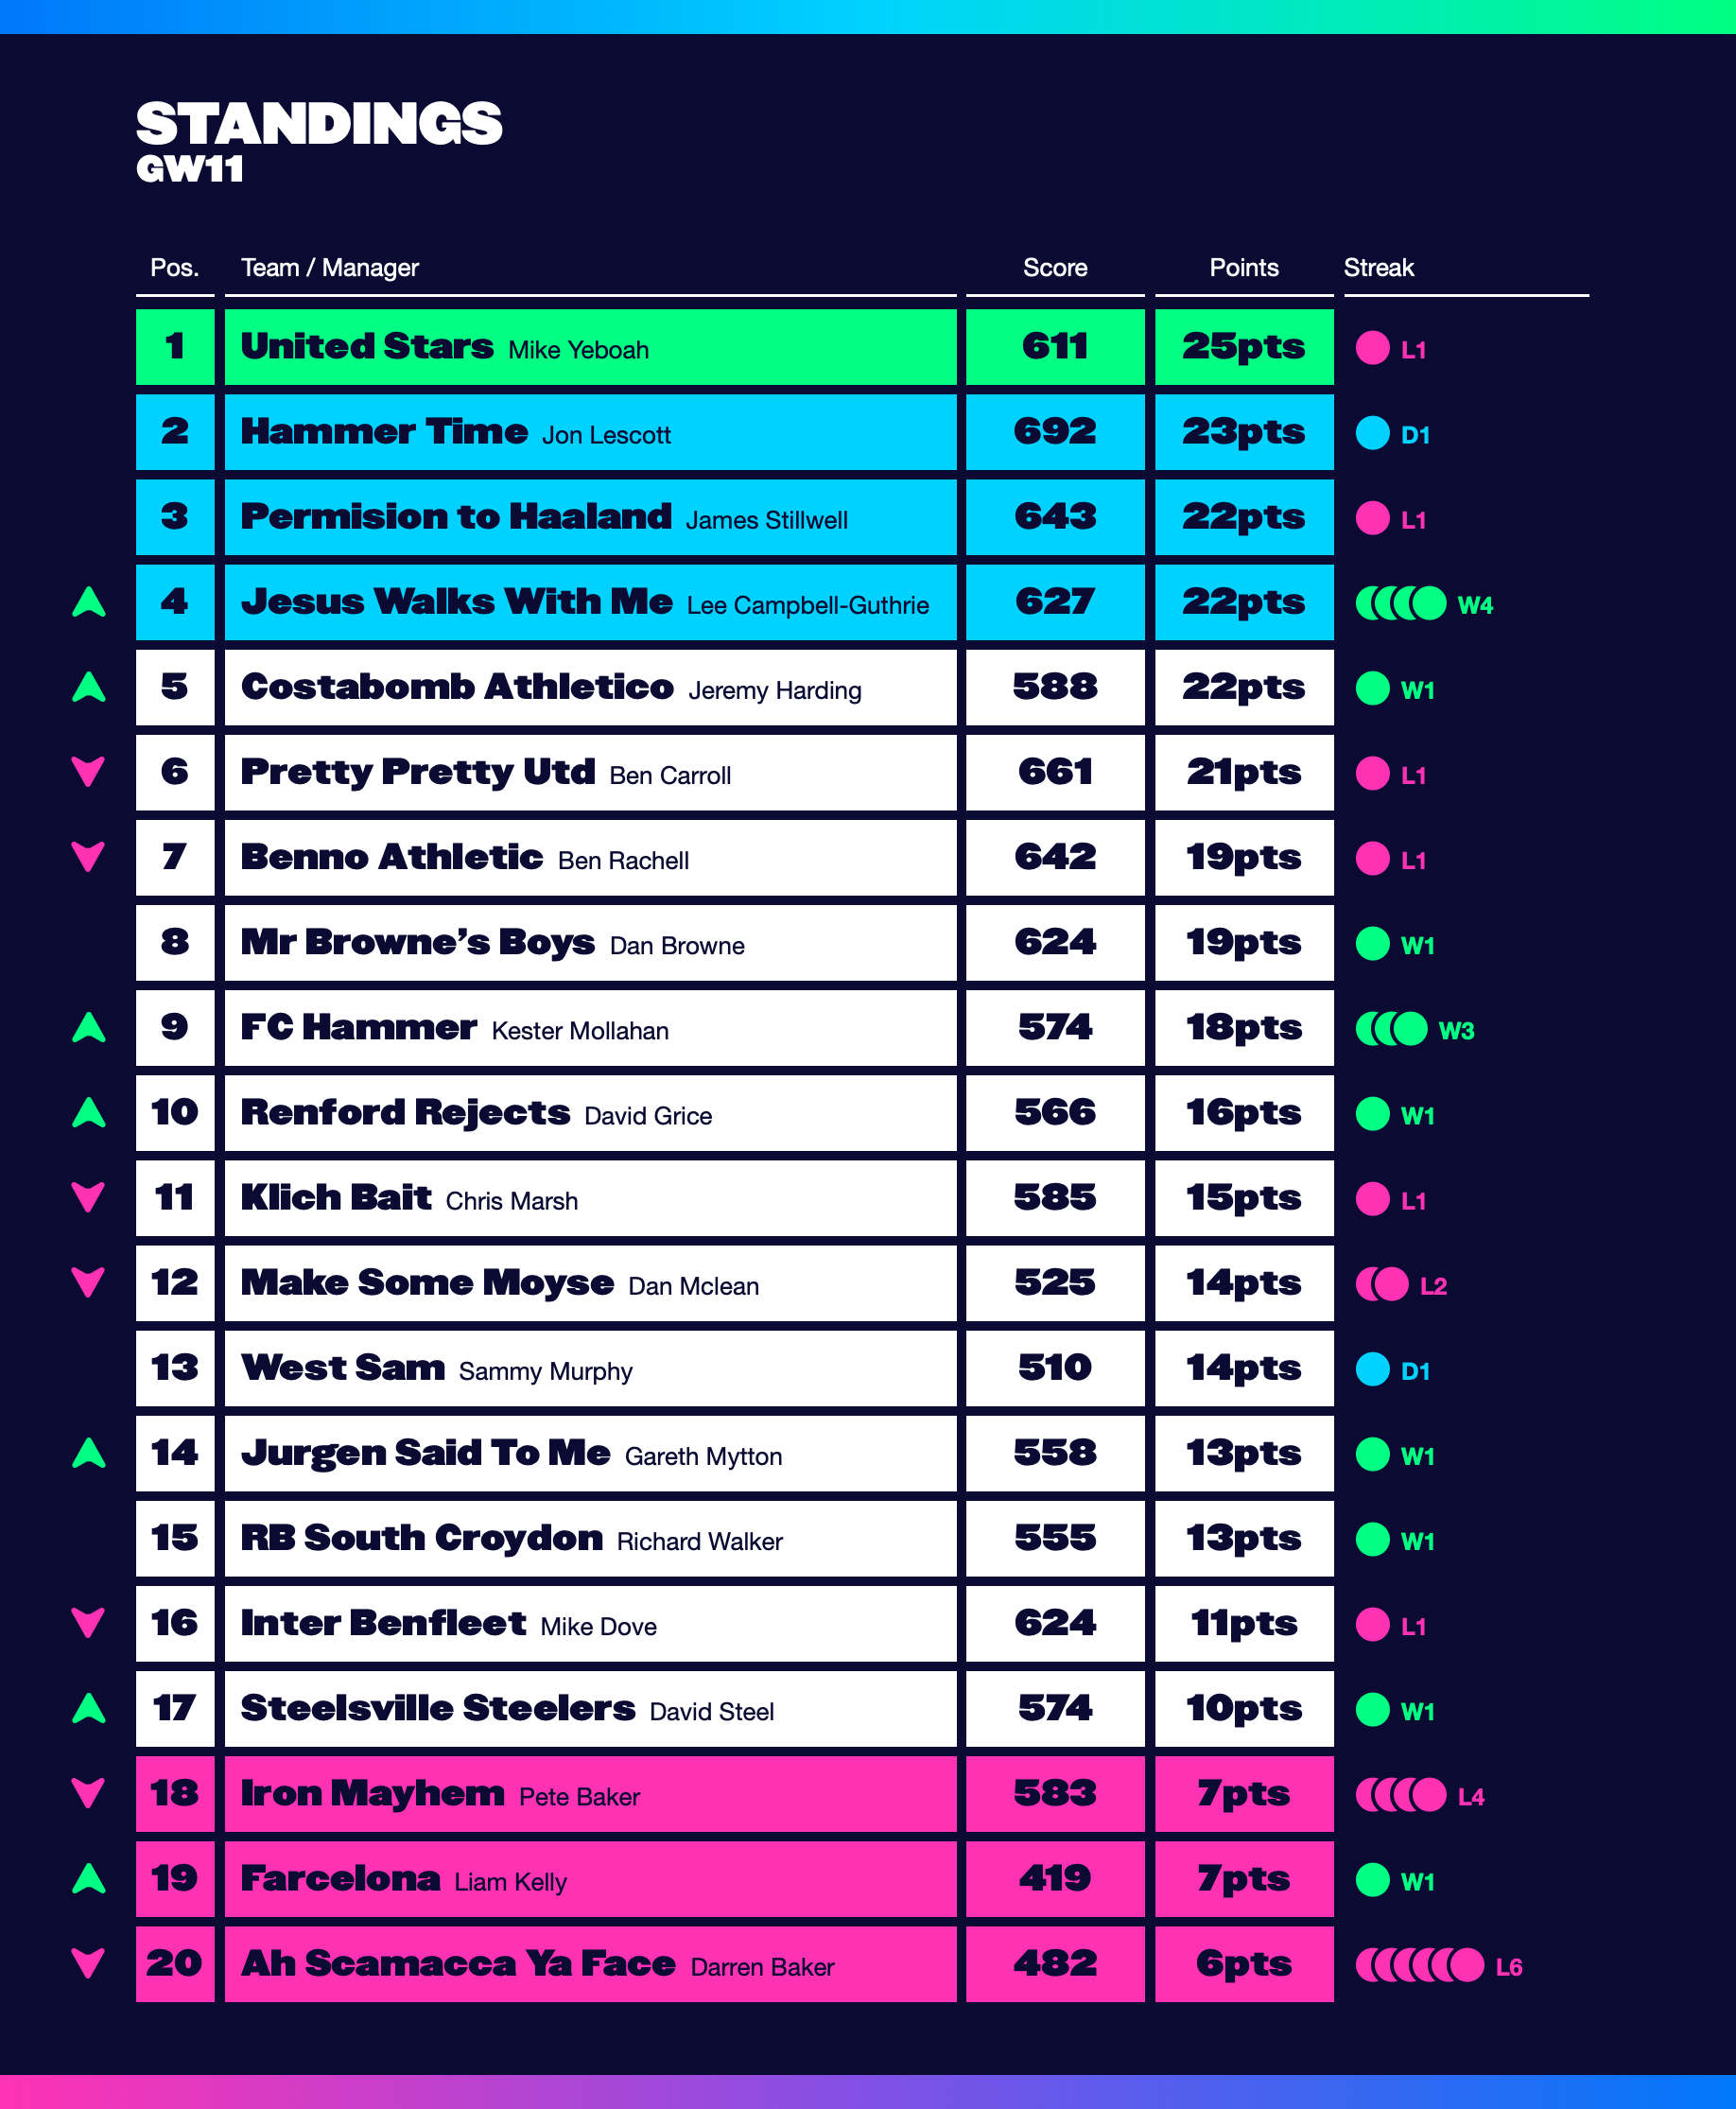 STANDINGS
GW11
Pos. Team / Manager Score Points Streak
1 United Stars Mike Yeboah 611 25pts L1
2 Hammer Time Jon Lescott 692 23pts D1
3 Permision to Haaland James Stillwell 643 22pts L1
4 Jesus Walks With Me Lee Campbell-Guthrie 627 22pts W4
5 Costabomb Athletico Jeremy Harding 588 22pts W1
6 Pretty Pretty Utd Ben Carroll 661 21pts L1
7 Benno Athletic Ben Rachell 642 19pts L1
8 Mr Browne’s Boys Dan Browne 624 19pts W1
9 FC Hammer Kester Mollahan 574 18pts W3
10 Renford Rejects David Grice 566 16pts W1
11 Klich Bait Chris Marsh 585 15pts L1
12 Make Some Moyse Dan Mclean 525 14pts L2
13 West Sam Sammy Murphy 510 14pts D1
14 Jurgen Said To Me Gareth Mytton 558 13pts W1
15 RB South Croydon Richard Walker 555 13pts W1
16 Inter Benfleet Mike Dove 624 11pts L1
17 Steelsville Steelers David Steel 574 10pts W1
18 Iron Mayhem Pete Baker 583 7pts L4
19 Farcelona Liam Kelly 419 7pts W1
20 Ah Scamacca Ya Face Darren Baker 482 6pts L6